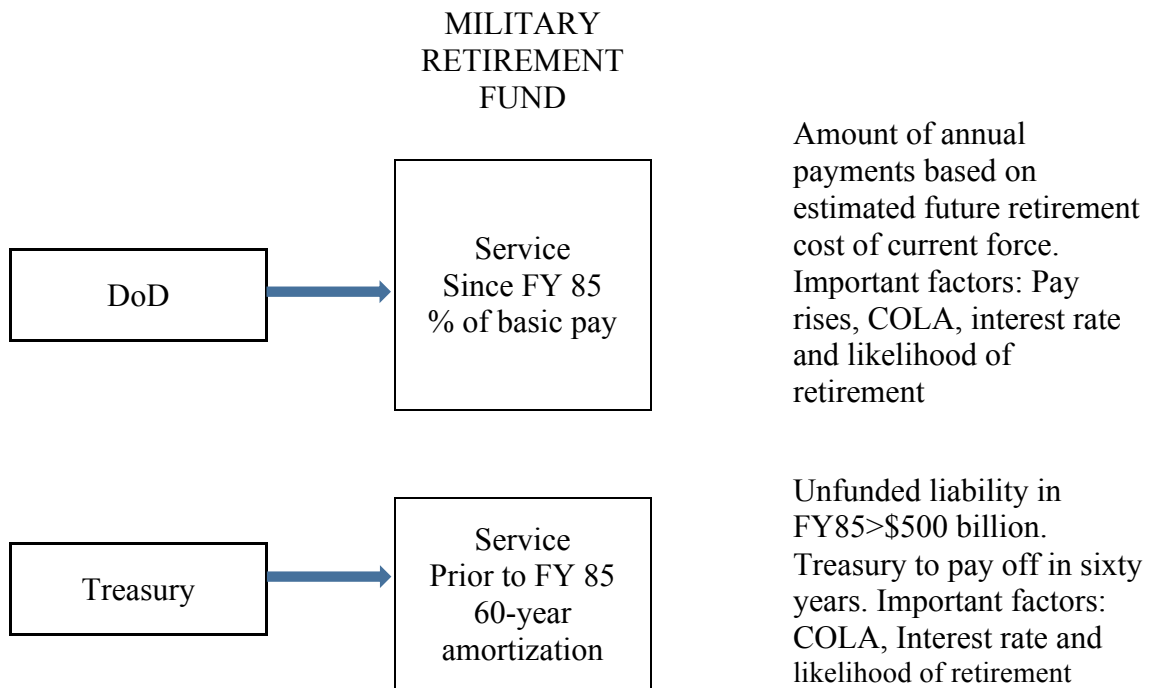 MILITARY
RETIREMENT
FUND
DoD
Service
Since FY 85
% of basic pay
Amount of annual
payments based on
estimated future retirement
cost of current force.
Important factors: Pay
rises, COLA, interest rate
and likelihood of
retirement
Treasury
Service
Prior to FY 85
60-year
amortization
Unfunded liability in
FY85>$500 billion.
Treasury to pay off in sixty
years. Important factors:
COLA, Interest rate and
likelihood of retirement